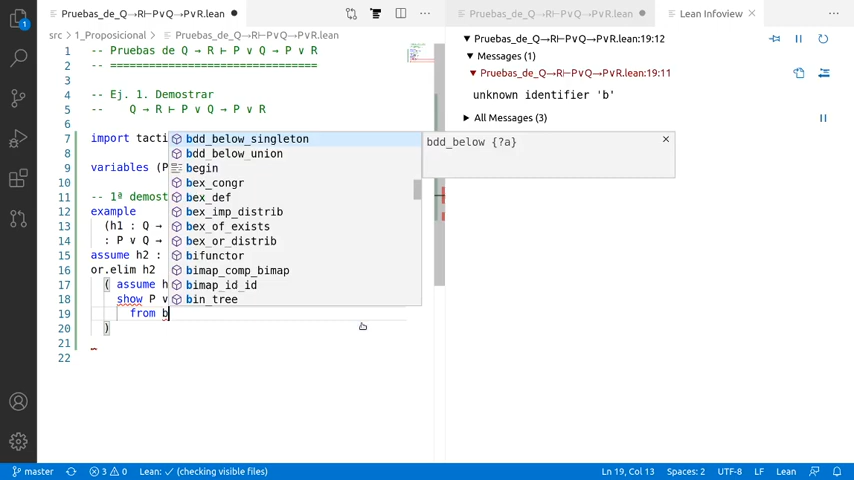 Pruebas_de_Q→R⊢P∨Q→P∨R.lean ●
src > 1_Proposicional > Pruebas_de_Q→R⊢P∨Q→P∨R.lean
1 -- Pruebas de Q → R ⊢ P ∨ Q → P ∨ R
2 -- ================================
3
4 -- Ej. 1. Demostrar
5 --    Q → R ⊢ P ∨ Q → P ∨ R
6
7 import tacti
8
9 variables (P
10
11 -- 1ª demost
12 example
13   (h1 : Q →
14   : P ∨ Q →
15 assume h2 :
16 or.elim h2
17   ( assume h
18     show P ∨
19       from b
20   )
21
22
bdd_below_singleton
bdd_below_union
begin
bex_congr
bex_def
bex_imp_distrib
bex_of_exists
bex_or_distrib
bifunctor
bimap_comp_bimap
bimap_id_id
bin_tree
bdd_below {?a}
Pruebas_de_Q→R⊢P∨Q→P∨R.lean ●
Lean Infoview
Pruebas_de_Q→R⊢P∨Q→P∨R.lean:19:12
Messages (1)
Pruebas_de_Q→R⊢P∨Q→P∨R.lean:19:11
unknown identifier 'b'
All Messages (3)
1
master
3 0
Lean: ✓ (checking visible files)
Ln 19, Col 13
Spaces: 2
UTF-8
LF
Lean